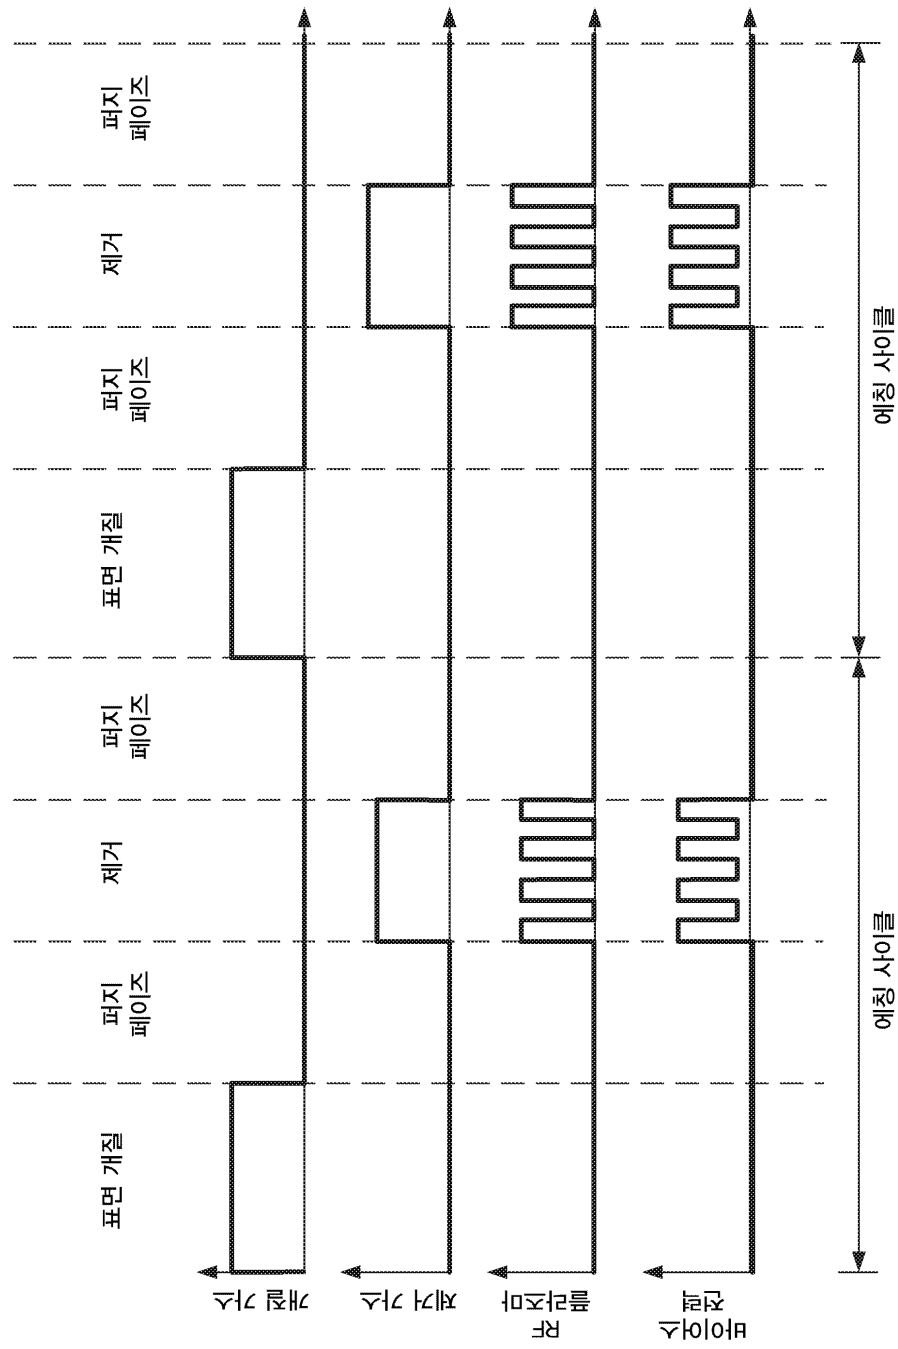 표면 개질
퍼지
페이즈
제거
퍼지
페이즈
표면 개질
퍼지
페이즈
제거
퍼지
페이즈
개질 가스
제거 가스
RF
플라즈마
바이어스
전력
에칭 사이클
에칭 사이클